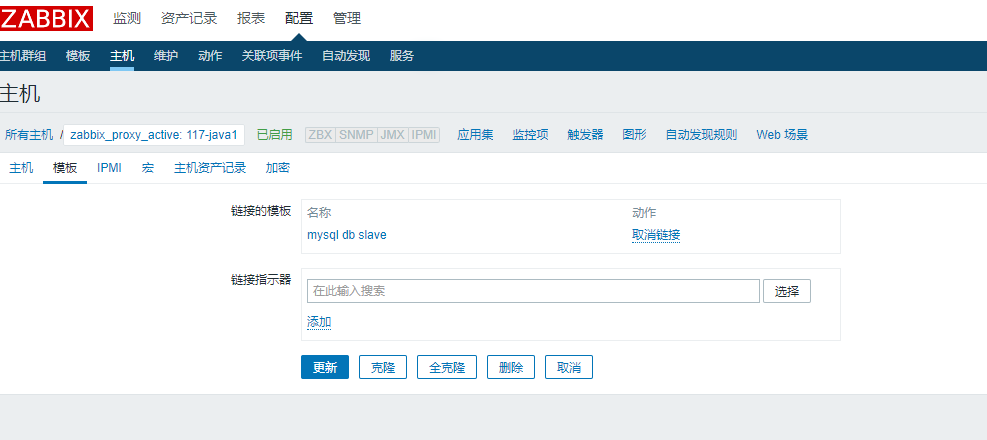 ZABBIX 监测 资产记录 报表 配置 管理
主机群组 模板 主机 维护 动作 关联项事件 自动发现 服务
主机
所有主机 / zabbix_proxy_active: 117-java1 已启用 ZBX SNMP JMX IPMI 应用集 监控项 触发器 图形 自动发现规则 Web 场景
主机 模板 IPMI 宏 主机资产记录 加密
链接的模板 名称 动作
mysql db slave 取消链接
链接指示器
在此输入搜索 选择
添加
更新 克隆 全克隆 删除 取消